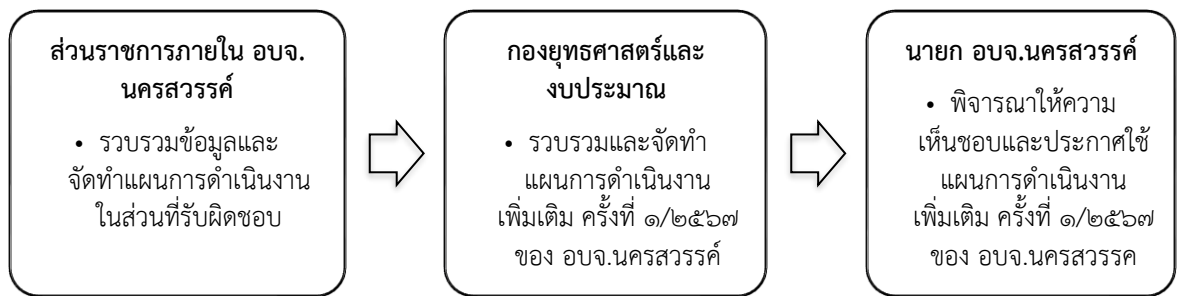 ส่วนราชการภายใน อบจ.
นครสวรรค์
• รวบรวมข้อมูลและ
จัดทำแผนการดำเนินงาน
ในส่วนที่รับผิดชอบ
กองยุทธศาสตร์และ
งบประมาณ
• รวบรวมและจัดทำ
แผนการดำเนินงาน
เพิ่มเติม ครั้งที่ ๑/๒๕๖๗
ของ อบจ.นครสวรรค์
นายก อบจ.นครสวรรค์
• พิจารณาให้ความ
เห็นชอบและประกาศใช้
แผนการดำเนินงาน
เพิ่มเติม ครั้งที่ ๑/๒๕๖๗
ของ อบจ.นครสวรรค